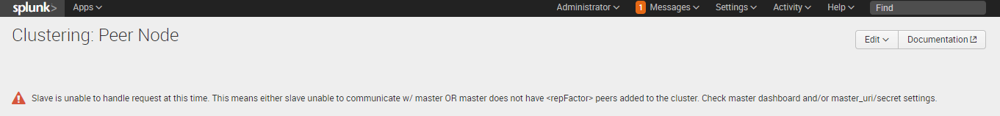 splunk> Apps Administrator 1 Messages Settings Activity Help Find
Clustering: Peer Node
Edit Documentation
Slave is unable to handle request at this time. This means either slave unable to communicate w/ master OR master does not have <repFactor> peers added to the cluster. Check master dashboard and/or master_uri/secret settings.